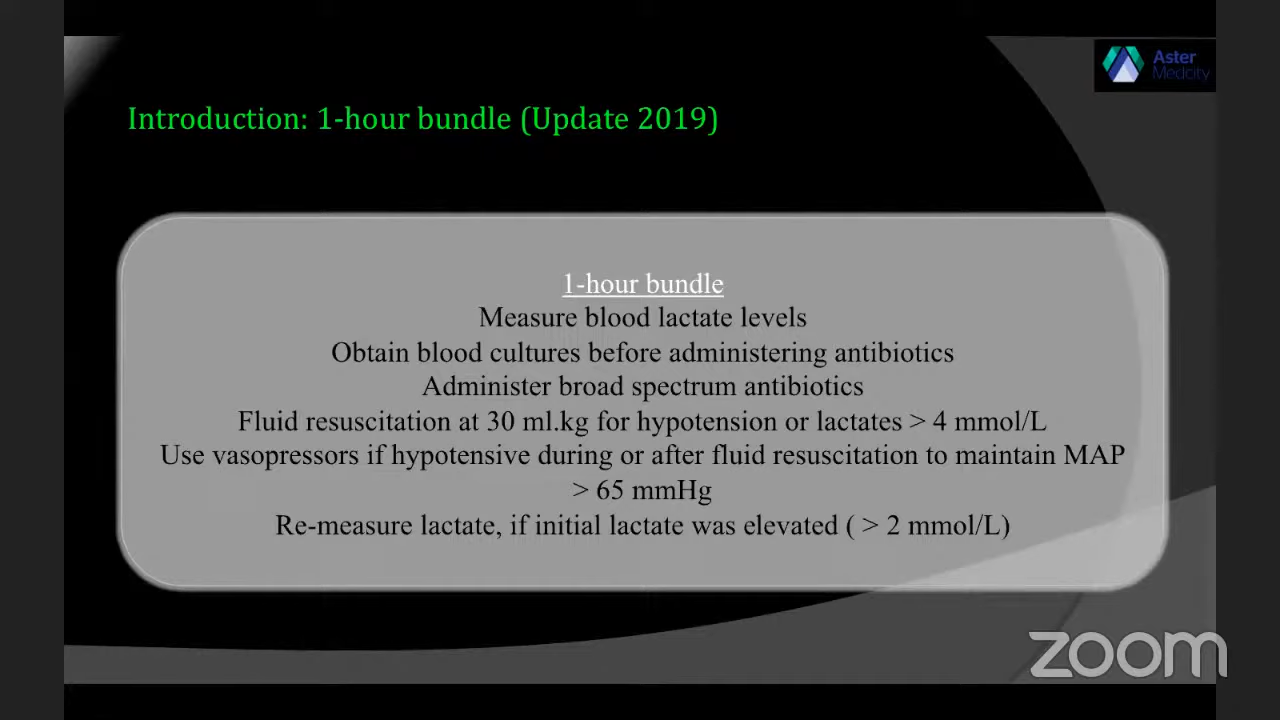 Aster
Medcity
Introduction: 1-hour bundle (Update 2019)
1-hour bundle
Measure blood lactate levels
Obtain blood cultures before administering antibiotics
Administer broad spectrum antibiotics
Fluid resuscitation at 30 ml.kg for hypotension or lactates > 4 mmol/L
Use vasopressors if hypotensive during or after fluid resuscitation to maintain MAP
> 65 mmHg
Re-measure lactate, if initial lactate was elevated ( > 2 mmol/L)
zoom